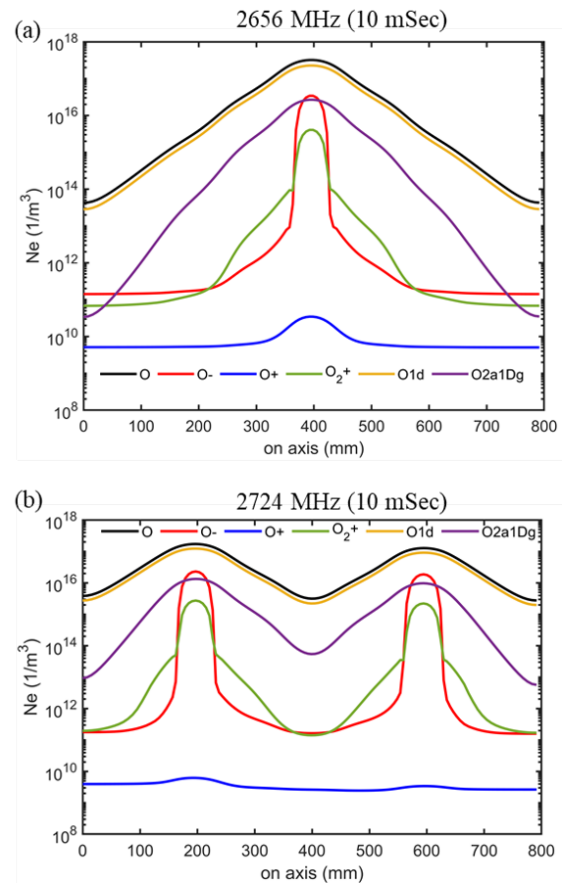 (a)
2656 MHz (10 mSec)
10^18
10^16
10^14
10^12
10^10
10^8
Ne (1/m^3)
O O- O+ O_2^+ O1d O2a1Dg
0 100 200 300 400 500 600 700 800
on axis (mm)
(b)
2724 MHz (10 mSec)
O O- O+ O_2^+ O1d O2a1Dg
10^18
10^16
10^14
10^12
10^10
10^8
Ne (1/m^3)
0 100 200 300 400 500 600 700 800
on axis (mm)